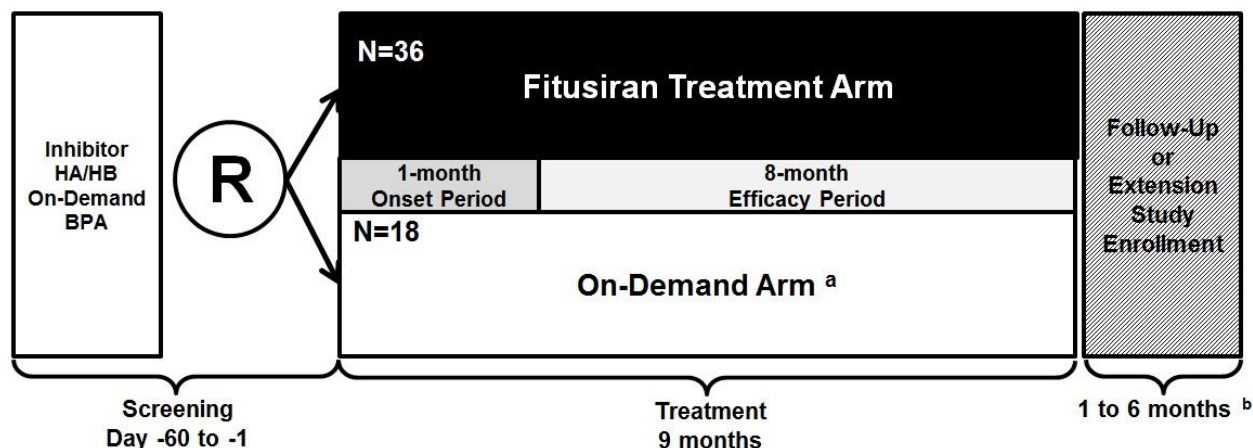 Inhibitor
HA/HB
On-Demand
BPA
R
N=36
Fitusiran Treatment Arm
1-month
Onset Period
8-month
Efficacy Period
N=18
On-Demand Arm a
Follow-Up
or
Extension
Study
Enrollment
Screening
Day -60 to -1
Treatment
9 months
1 to 6 months b